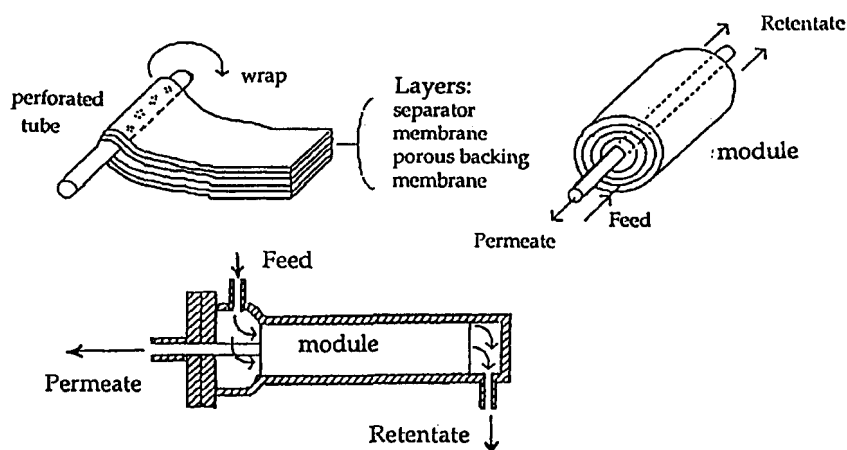 wrap
perforated
tube
Layers:
separator
membrane
porous backing
membrane
Retentate
module
Feed
Permeate
Feed
module
Permeate
Retentate